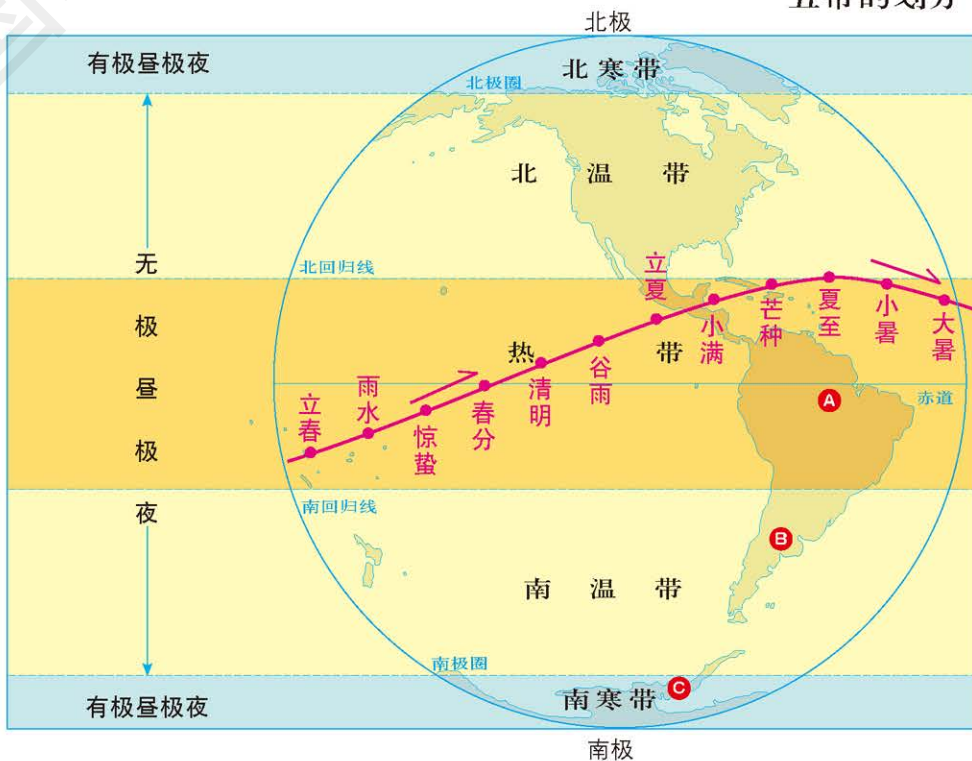 五带的划分
北极
有极昼极夜
北寒带
北极圈
北温带
无极昼极夜
北回归线
立春
雨水
惊蛰
春分
清明
谷雨
立夏
小满
芒种
夏至
小暑
大暑
热带
赤道
A
南回归线
B
南温带
南极圈
C
有极昼极夜
南寒带
南极